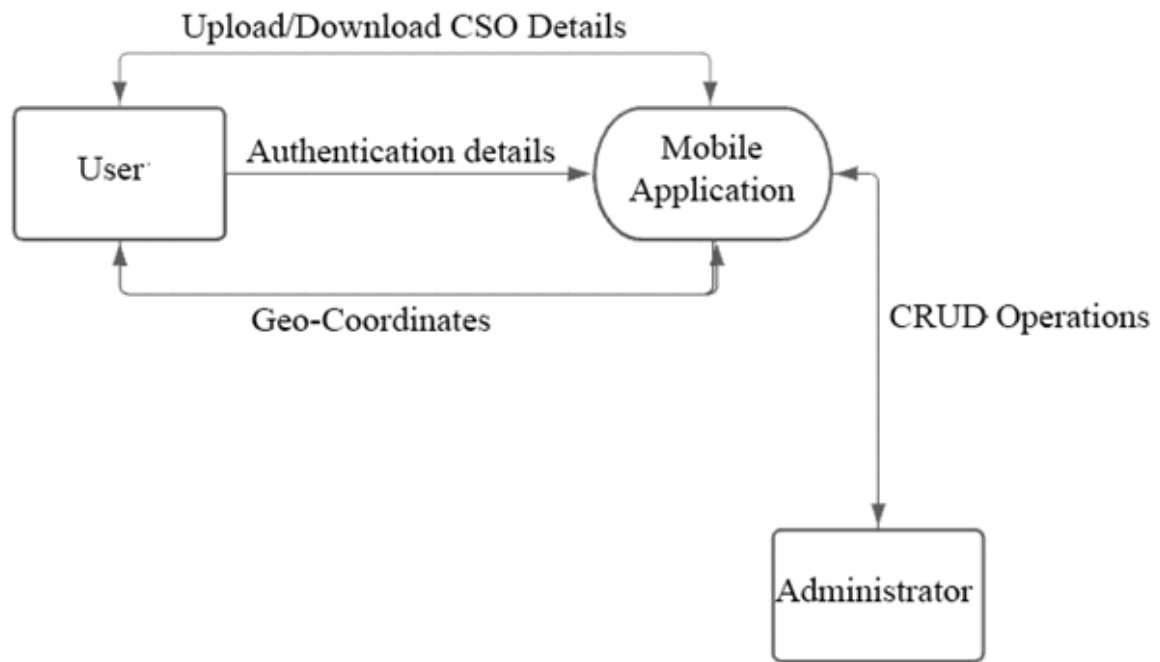 Upload/Download CSO Details
User
Authentication details
Mobile
Application
Geo-Coordinates
CRUD Operations
Administrator